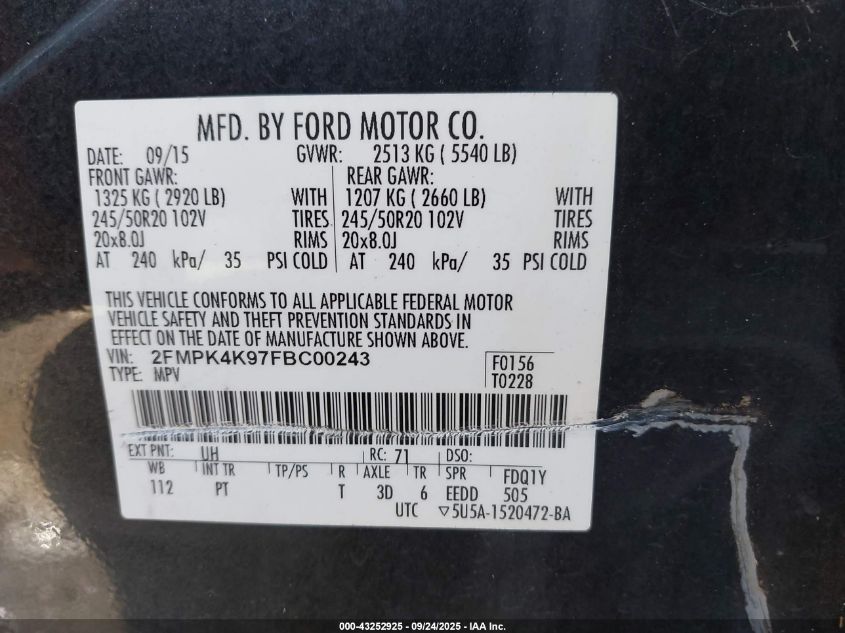 MFD. BY FORD MOTOR CO.
DATE: 09/15 GVWR: 2513 KG ( 5540 LB)
FRONT GAWR: REAR GAWR:
1325 KG ( 2920 LB) WITH 1207 KG ( 2660 LB) WITH
245/50R20 102V TIRES 245/50R20 102V TIRES
20x8.0J RIMS 20x8.0J RIMS
AT 240 kPa/ 35 PSI COLD AT 240 kPa/ 35 PSI COLD
THIS VEHICLE CONFORMS TO ALL APPLICABLE FEDERAL MOTOR
VEHICLE SAFETY AND THEFT PREVENTION STANDARDS IN
EFFECT ON THE DATE OF MANUFACTURE SHOWN ABOVE.
VIN: 2FMPK4K97FBC00243 F0156
TYPE: MPV T0228
EXT PNT: UH RC: 71 DSO:
WB INT TR TP/PS R AXLE TR SPR FDQ1Y
112 PT T 3D 6 EEDD 505
UTC ▽5U5A-1520472-BA
000-43252925 - 09/24/2025 - IAA Inc.